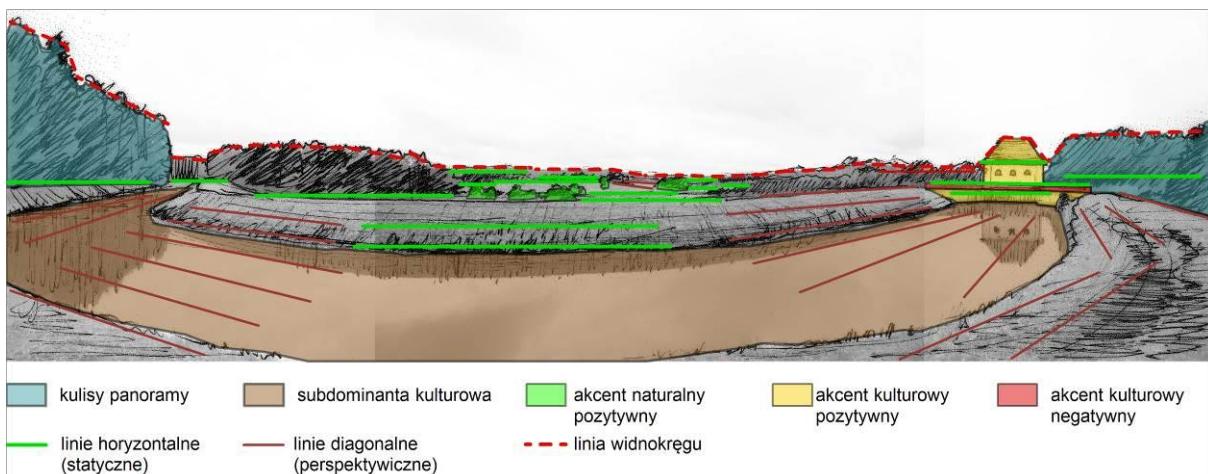 kulisy panoramy
subdominanta kulturowa
akcent naturalny
pozytywny
akcent kulturowy
pozytywny
akcent kulturowy
negatywny
linie horyzontalne
(statyczne)
linie diagonalne
(perspektywiczne)
linia widnokręgu